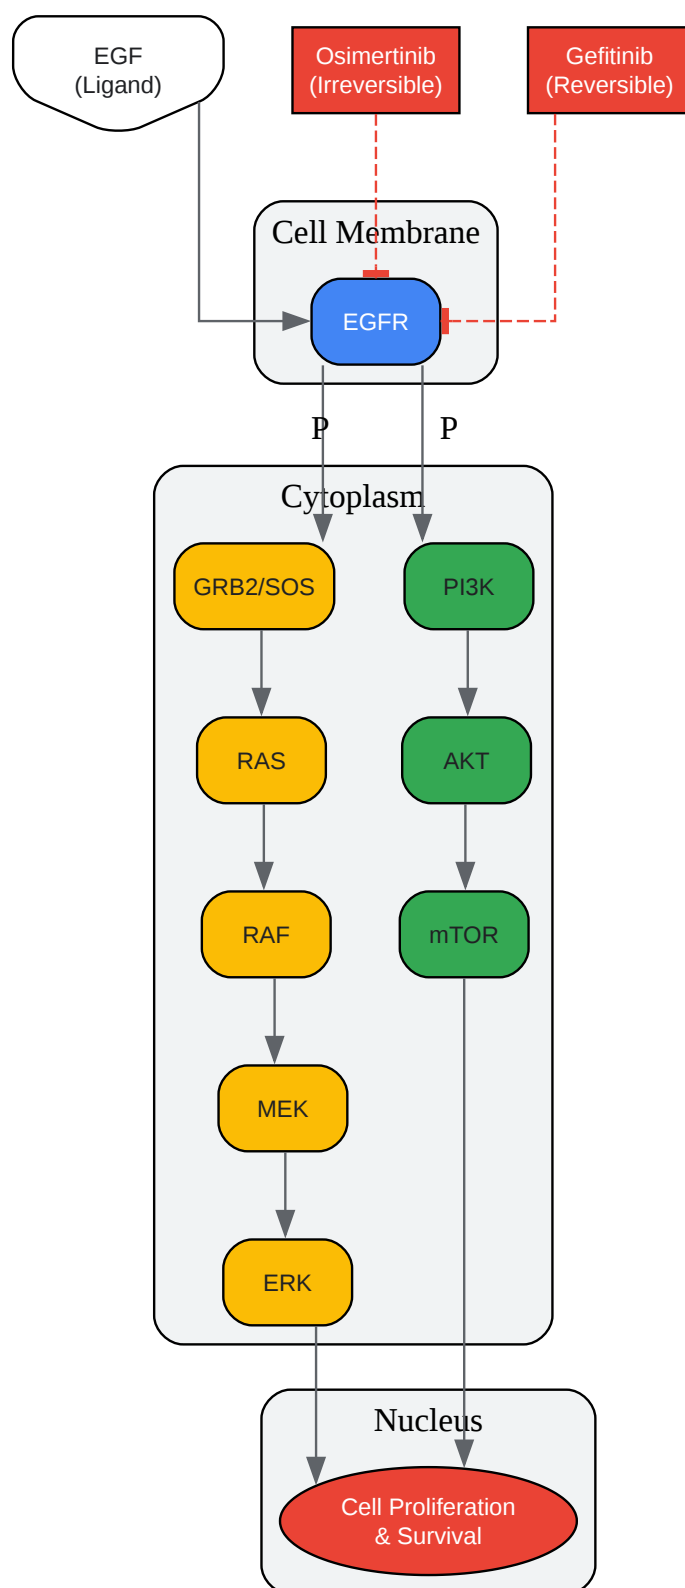 EGF
(Ligand)
Osimertinib
(Irreversible)
Gefitinib
(Reversible)
Cell Membrane
EGFR
P
P
Cytoplasm
GRB2/SOS
PI3K
RAS
AKT
RAF
mTOR
MEK
ERK
Nucleus
Cell Proliferation
& Survival